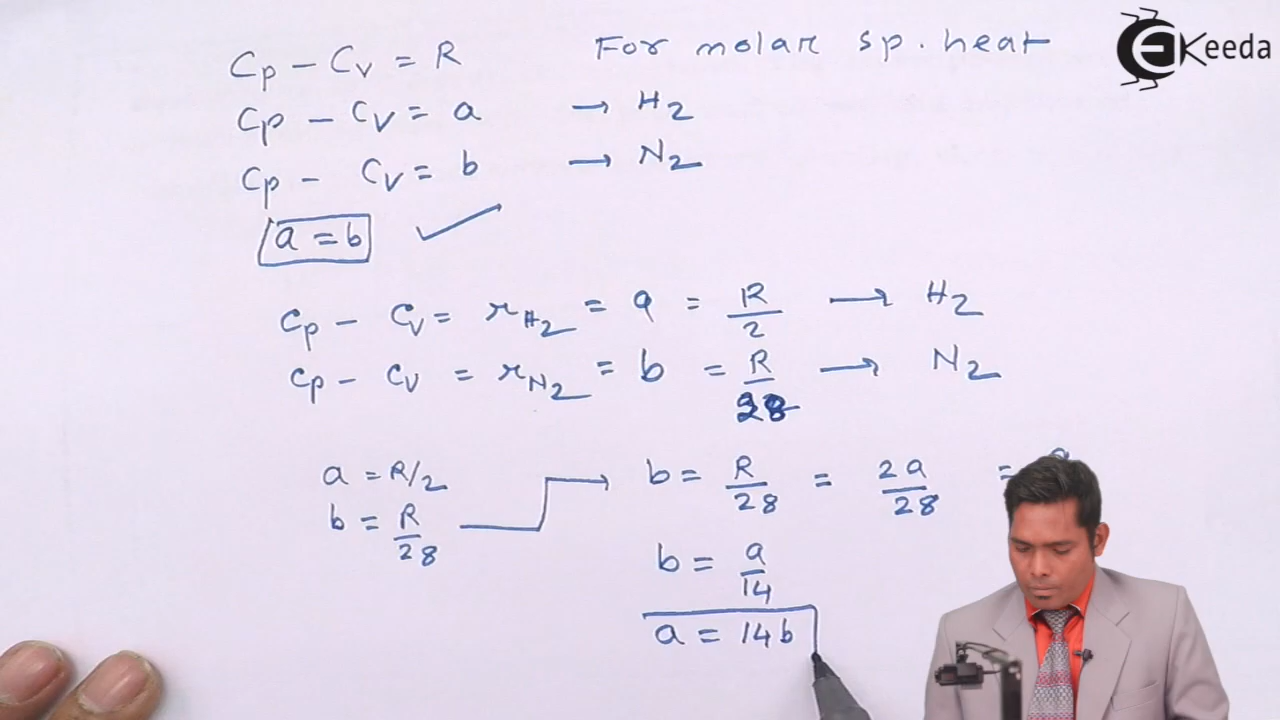 Cp - Cv = R For molar sp. heat
Cp - Cv = a → H2
Cp - Cv = b → N2
a = b ✓
Cp - Cv = rH2 = a = R/2 → H2
Cp - Cv = rN2 = b = R/28 → N2
a = R/2
b = R/28 → b = R/28 = 2a/28 =
b = a/14
a = 14b
EKeeda